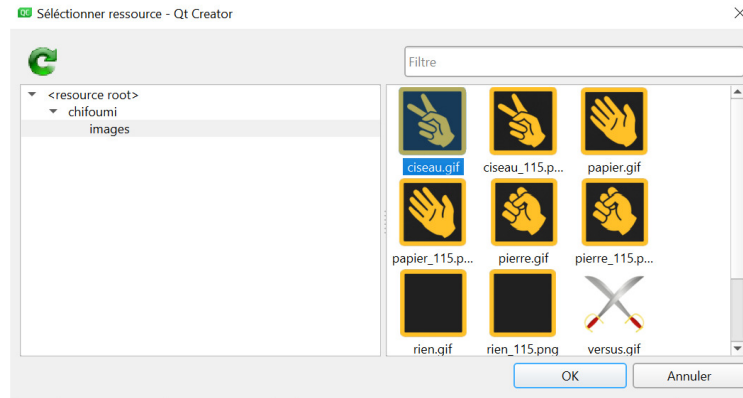 Séléctionner ressource - Qt Creator
Filtre
<resource root>
chifoumi
images
ciseau.gif
ciseau_115.p...
papier.gif
papier_115.p...
pierre.gif
pierre_115.p...
rien.gif
rien_115.png
versus.gif
OK
Annuler